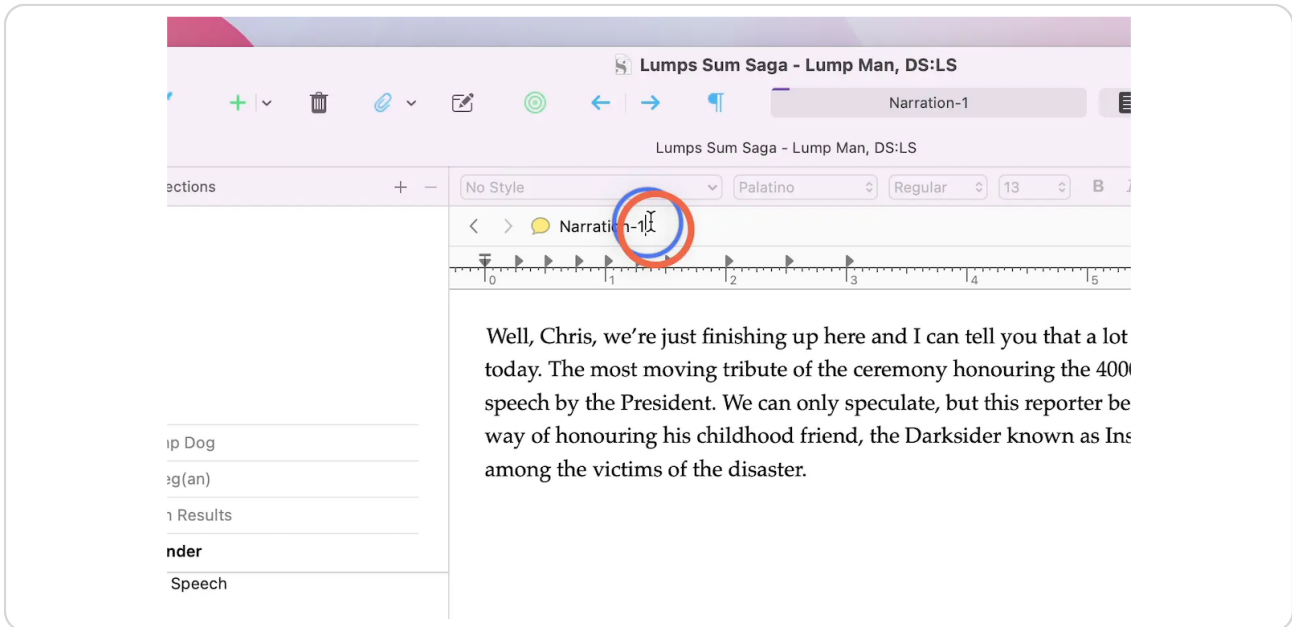 Lumps Sum Saga - Lump Man, DS:LS
Narration-1
Lumps Sum Saga - Lump Man, DS:LS
ections
No Style
Palatino
Regular
13
B
Narration-1
0 1 2 3 4 5
Well, Chris, we're just finishing up here and I can tell you that a lot
today. The most moving tribute of the ceremony honouring the 400
speech by the President. We can only speculate, but this reporter be
way of honouring his childhood friend, the Darksider known as Ins
among the victims of the disaster.
p Dog
eg(an)
n Results
nder
Speech